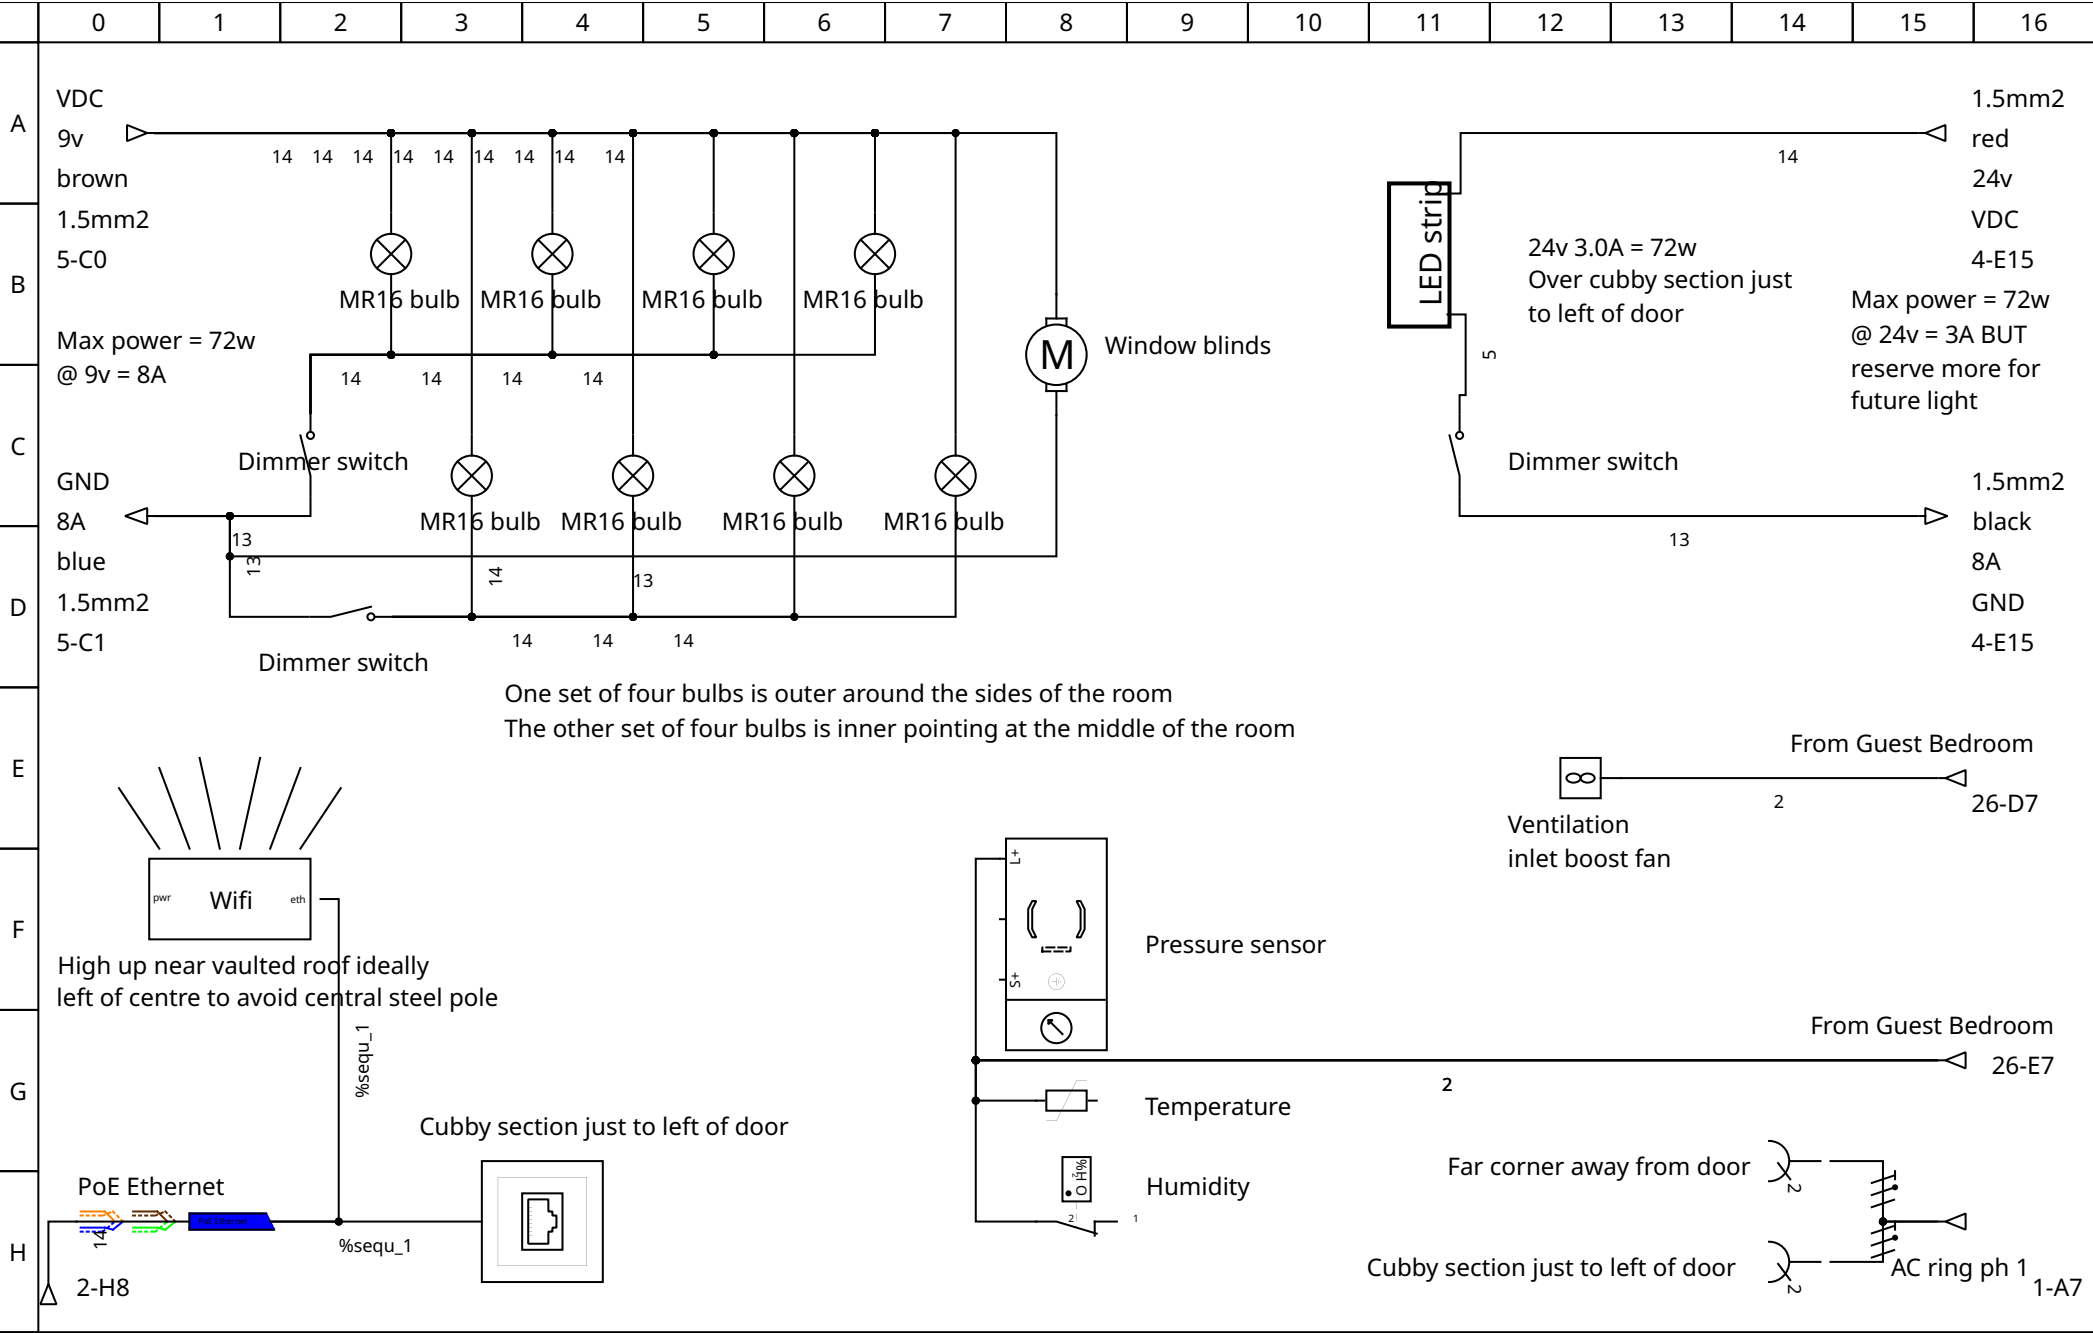 0 1 2 3 4 5 6 7 8 9 10 11 12 13 14 15 16
A
B
C
D
E
F
G
H
VDC
9v
brown
1.5mm2
5-C0
Max power = 72w
@ 9v = 8A
GND
8A
blue
1.5mm2
5-C1
14 14 14 14 14 14 14 14 14
MR16 bulb MR16 bulb MR16 bulb MR16 bulb
14 14 14 14
Dimmer switch
MR16 bulb MR16 bulb MR16 bulb MR16 bulb
13
13
14
13
14 14 14
Dimmer switch
M
Window blinds
One set of four bulbs is outer around the sides of the room
The other set of four bulbs is inner pointing at the middle of the room
LED strip
14
5
24v 3.0A = 72w
Over cubby section just
to left of door
Dimmer switch
13
1.5mm2
red
24v
VDC
4-E15
Max power = 72w
@ 24v = 3A BUT
reserve more for
future light
1.5mm2
black
8A
GND
4-E15
From Guest Bedroom
2
26-D7
Ventilation
inlet boost fan
pwr Wifi eth
High up near vaulted roof ideally
left of centre to avoid central steel pole
%sequ_1
Cubby section just to left of door
PoE Ethernet
PoE Ethernet
14
%sequ_1
2-H8
L+
S+
Pressure sensor
From Guest Bedroom
2
26-E7
Temperature
%H2O
Humidity
2 1
Far corner away from door
2
Cubby section just to left of door
2
AC ring ph 1
1-A7